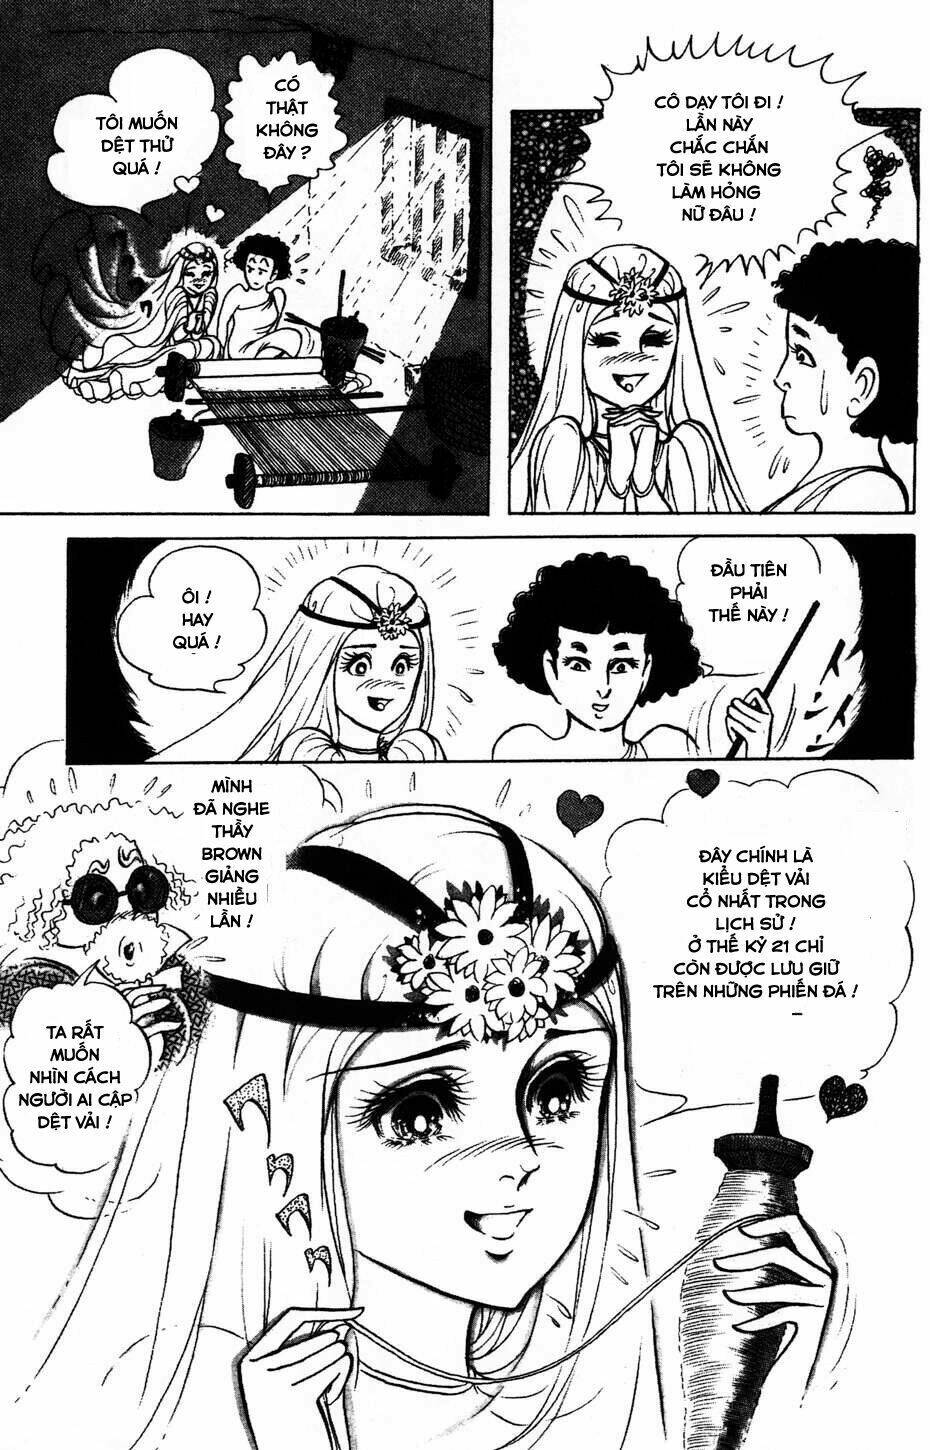 TÔI MUỐN
DỆT THỬ
QUÁ !
CÓ
THẬT
KHÔNG
ĐÂY ?
CÔ DẠY TÔI ĐI !
LẦN NÀY
CHẮC CHẮN
TÔI SẼ KHÔNG
LÀM HỎNG
NỮ ĐÂU !
ÔI !
HAY
QUÁ !
ĐẦU TIÊN
PHẢI
THẾ NÀY !
MÌNH
ĐÃ NGHE
THẦY
BROWN
GIẢNG
NHIỀU
LẦN !
ĐÂY CHÍNH LÀ
KIỂU DỆT VẢI
CỔ NHẤT TRONG
LỊCH SỬ !
Ở THẾ KỶ 21 CHỈ
CÒN ĐƯỢC LƯU GIỮ
TRÊN NHỮNG PHIẾN ĐÁ !
TA RẤT
MUỐN
NHÌN CÁCH
NGƯỜI AI CẬP
DỆT VẢI !